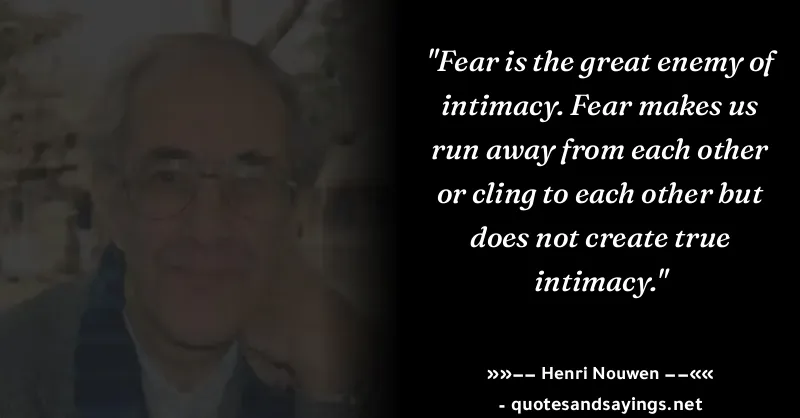 "Fear is the great enemy of
intimacy. Fear makes us
run away from each other
or cling to each other but
does not create true
intimacy."
»»−− Henri Nouwen −−««
- quotesandsayings.net